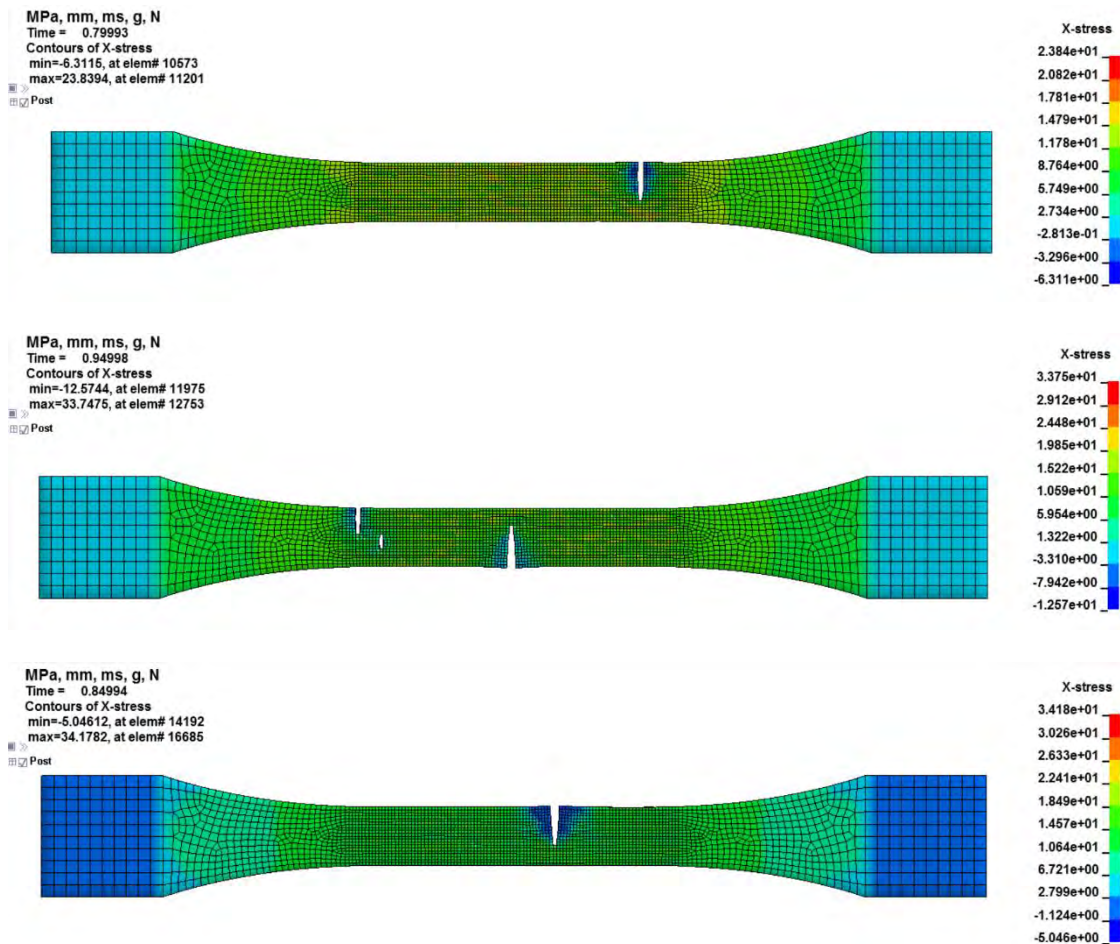 MPa, mm, ms, g, N
Time =    0.79993
Contours of X-stress
min=-6.3115, at elem# 10573
max=23.8394, at elem# 11201
Post
X-stress
2.384e+01
2.082e+01
1.781e+01
1.479e+01
1.178e+01
8.764e+00
5.749e+00
2.734e+00
-2.813e-01
-3.296e+00
-6.311e+00
MPa, mm, ms, g, N
Time =    0.94998
Contours of X-stress
min=-12.5744, at elem# 11975
max=33.7475, at elem# 12753
Post
X-stress
3.375e+01
2.912e+01
2.448e+01
1.985e+01
1.522e+01
1.059e+01
5.954e+00
1.322e+00
-3.310e+00
-7.942e+00
-1.257e+01
MPa, mm, ms, g, N
Time =    0.84994
Contours of X-stress
min=-5.04612, at elem# 14192
max=34.1782, at elem# 16685
Post
X-stress
3.418e+01
3.026e+01
2.633e+01
2.241e+01
1.849e+01
1.457e+01
1.064e+01
6.721e+00
2.799e+00
-1.124e+00
-5.046e+00